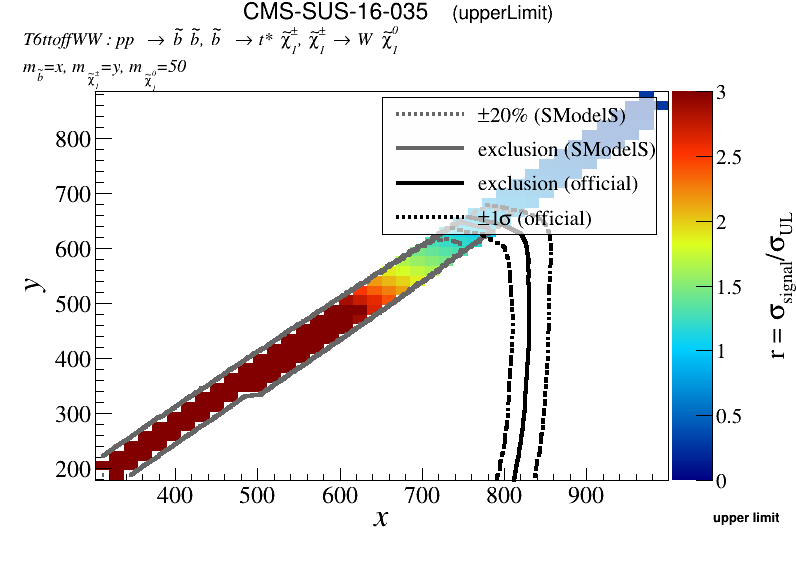 CMS-SUS-16-035 (upperLimit)
T6ttoffWW : pp → b̃ b̃, b̃ → t* χ̃₁±, χ̃₁± → W χ̃₁⁰
m_b̃=x, m_χ̃₁±=y, m_χ̃₁⁰=50
±20% (SModelS)
exclusion (SModelS)
exclusion (official)
±1σ (official)
800
700
600
500
400
300
200
y
400 500 600 700 800 900
x
3
2.5
2
1.5
1
0.5
0
r = σ_signal/σ_UL
upper limit